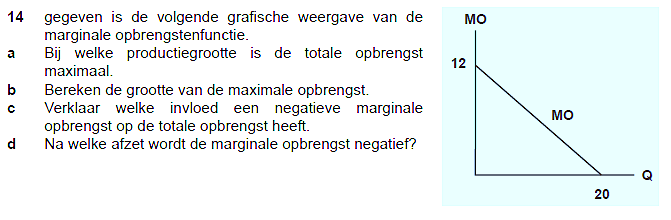 14 gegeven is de volgende grafische weergave van de
marginale opbrengstenfunctie.
a Bij welke productiegrootte is de totale opbrengst
maximaal.
b Bereken de grootte van de maximale opbrengst.
c Verklaar welke invloed een negatieve marginale
opbrengst op de totale opbrengst heeft.
d Na welke afzet wordt de marginale opbrengst negatief?
MO
12
MO
Q
20